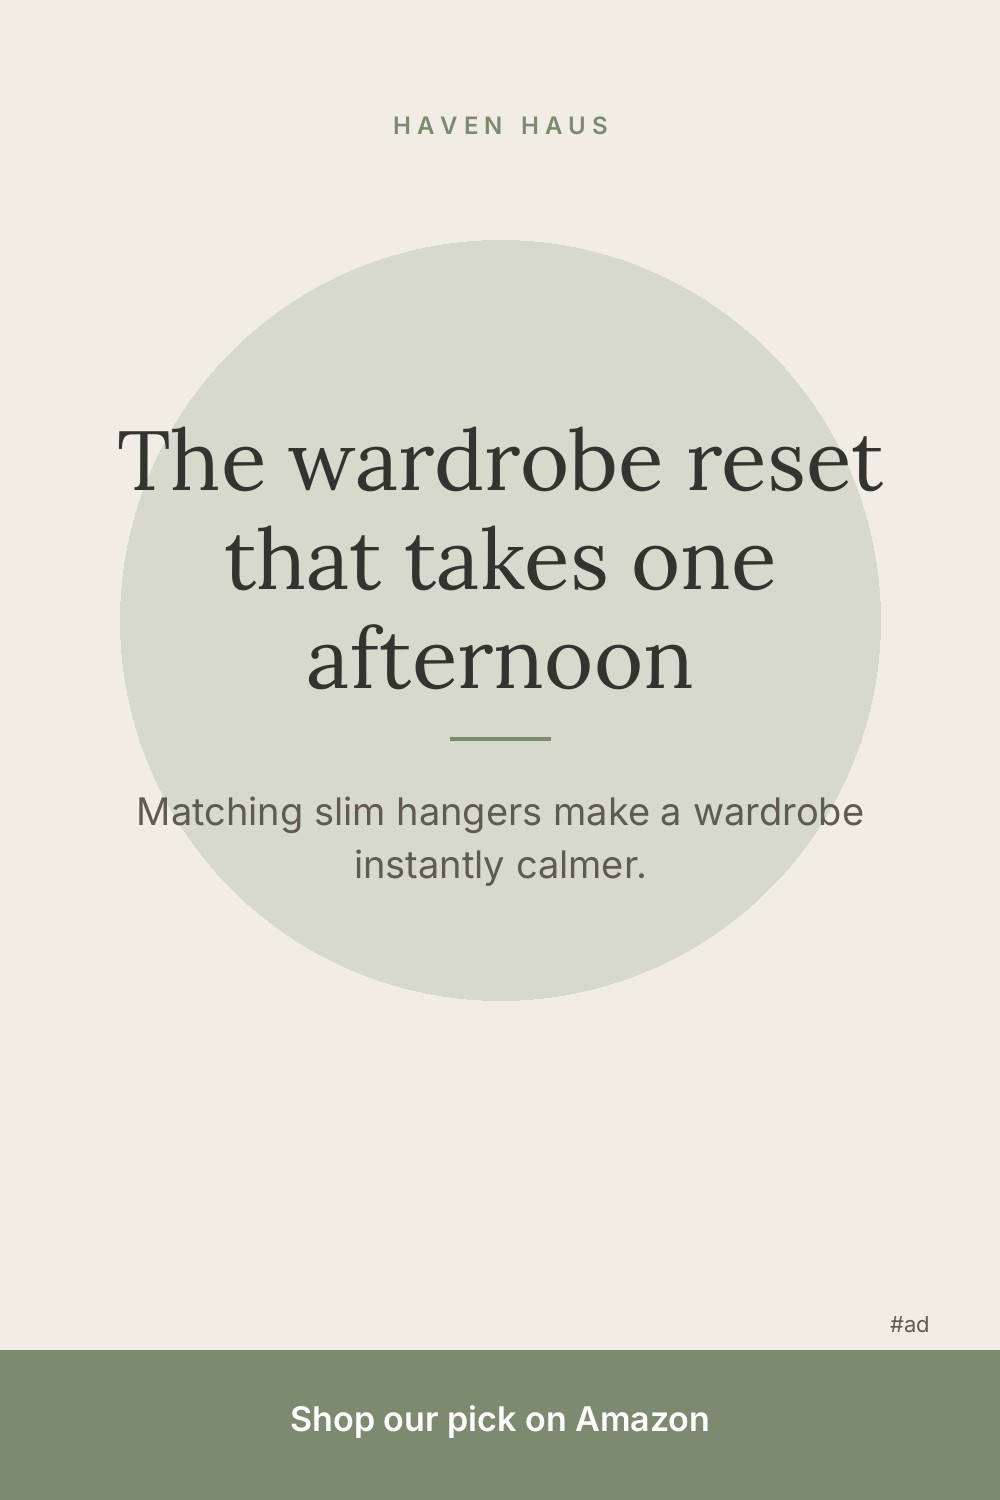 HAVEN HAUS
The wardrobe reset
that takes one
afternoon
Matching slim hangers make a wardrobe
instantly calmer.
#ad
Shop our pick on Amazon